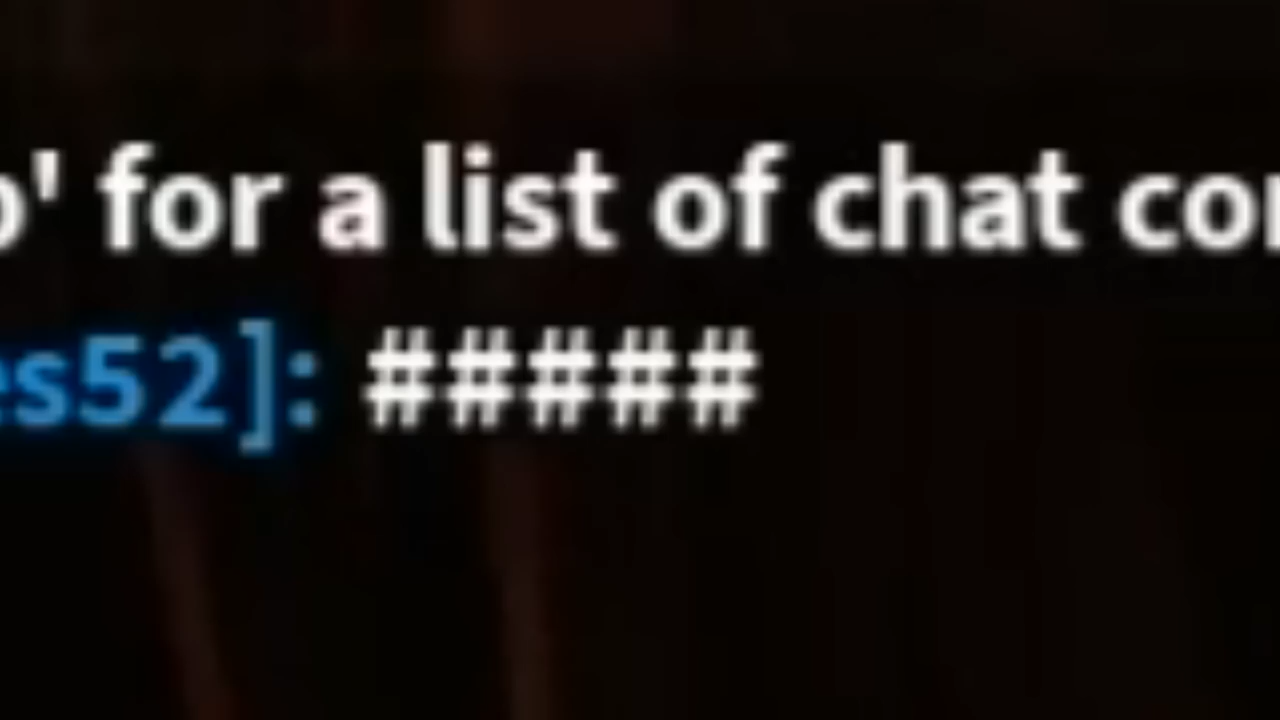 ' for a list of chat
es52]: #####